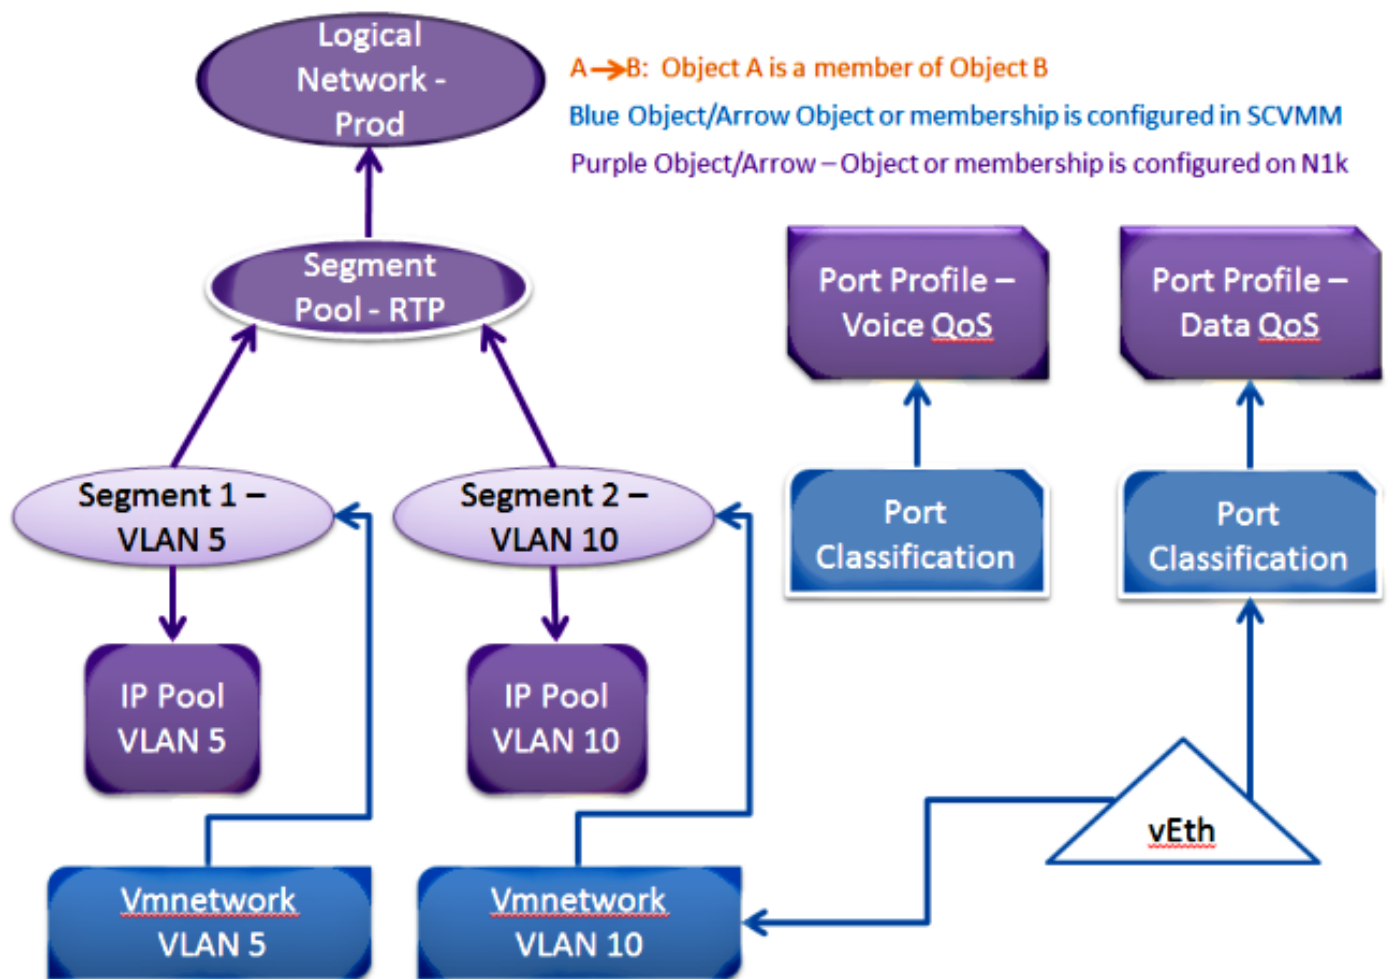 Logical
Network -
Prod
A→B: Object A is a member of Object B
Blue Object/Arrow Object or membership is configured in SCVMM
Purple Object/Arrow – Object or membership is configured on N1k
Segment
Pool - RTP
Port Profile –
Voice QoS
Port Profile –
Data QoS
Segment 1 –
VLAN 5
Segment 2 –
VLAN 10
Port
Classification
Port
Classification
IP Pool
VLAN 5
IP Pool
VLAN 10
vEth
Vmnetwork
VLAN 5
Vmnetwork
VLAN 10